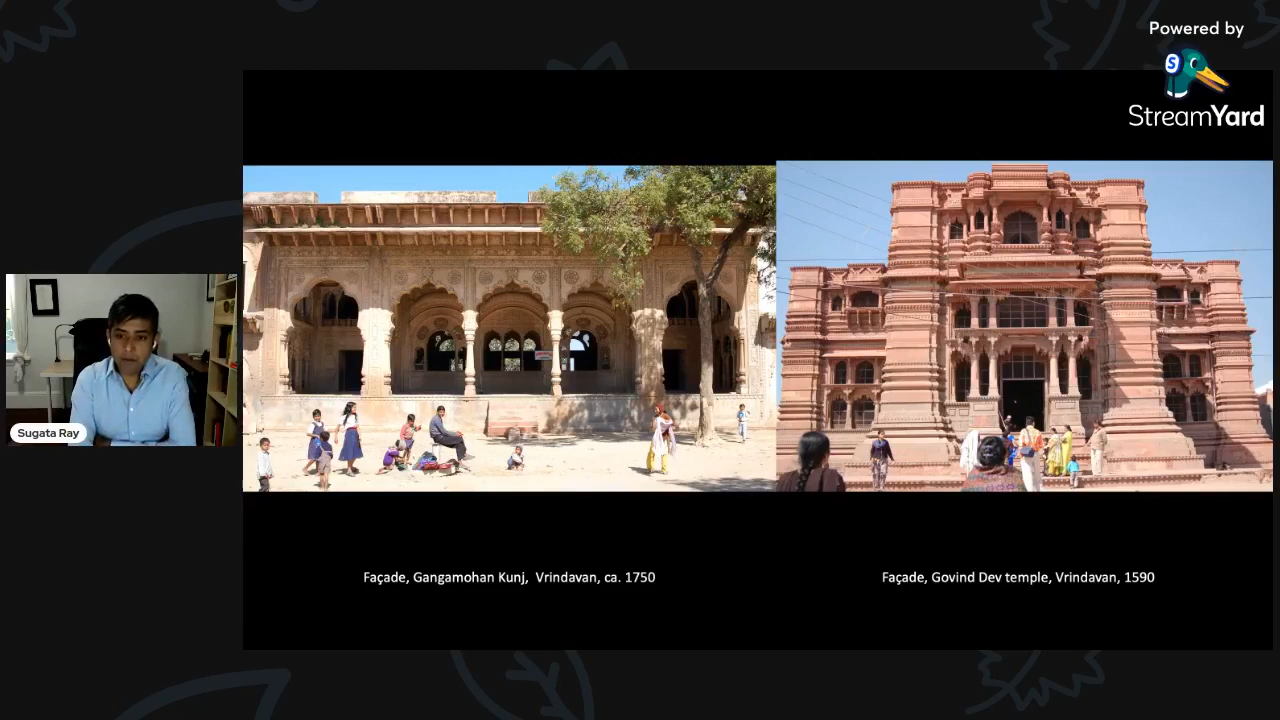 Powered by
S
StreamYard
Sugata Ray
Façade, Gangamohan Kunj, Vrindavan, ca. 1750
Façade, Govind Dev temple, Vrindavan, 1590